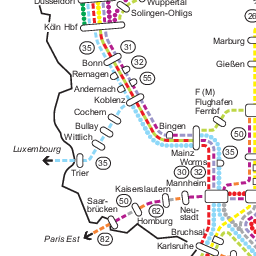 Düsseldorf
Wuppertal
Solingen-Ohligs
Köln Hbf
26
Marburg
35
31
Bonn
32
Gießen
Remagen
55
Andernach
Koblenz
F (M)
Flughafen
Fernbf
Cochem
Bullay
Bingen
50
Wittlich
Luxembourg
35
Mainz
35
Worms
Trier
30
32
Mannheim
Kaiserslautern
Saar-
brücken
50
62
Neu-
stadt
Homburg
Bruchsal
Paris Est
82
Karlsruhe